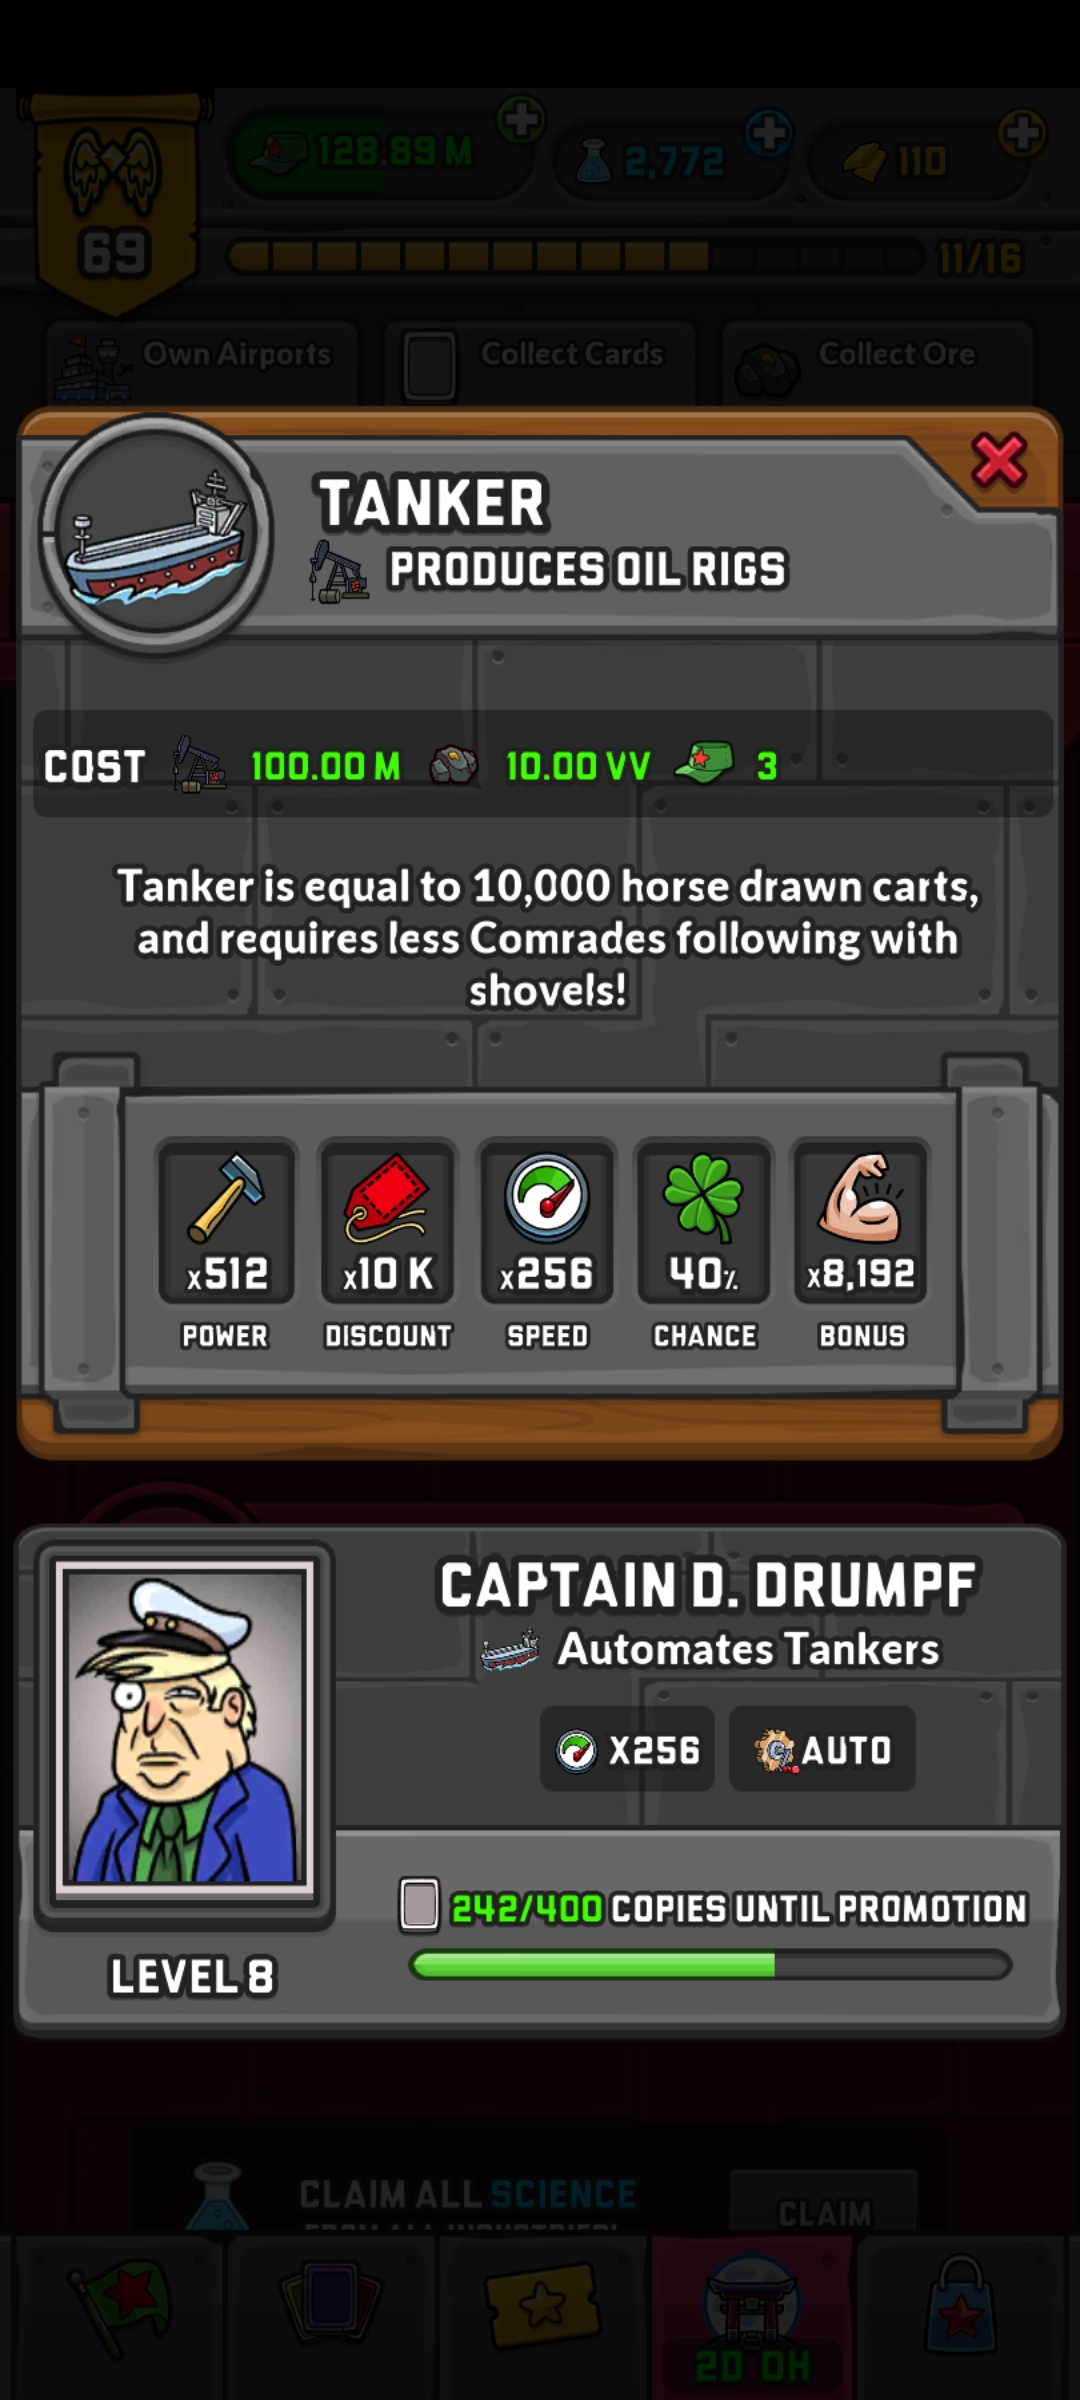 128.89 M
2,772
110
69
11/16
Own Airports
Collect Cards
Collect Ore
TANKER
PRODUCES OIL RIGS
COST 100.00 M 10.00 VV 3
Tanker is equal to 10,000 horse drawn carts,
and requires less Comrades following with
shovels!
x512
x10 K
x256
40%
x8,192
POWER
DISCOUNT
SPEED
CHANCE
BONUS
CAPTAIN D. DRUMPF
Automates Tankers
X256
AUTO
242/400 COPIES UNTIL PROMOTION
LEVEL 8
CLAIM ALL SCIENCE
FROM ALL INDUSTRIES!
CLAIM
2D 0H